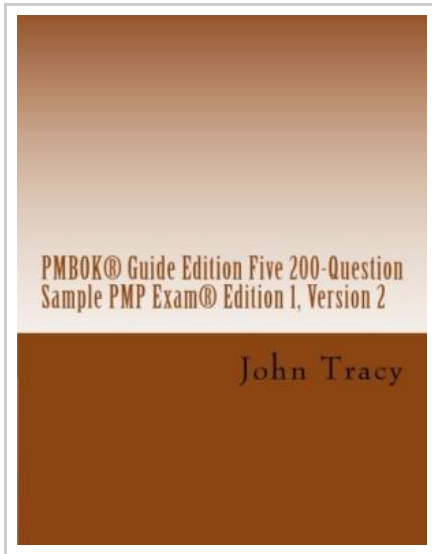 PMBOK® Guide Edition Five 200-Question
Sample PMP Exam® Edition 1, Version 2
John Tracy